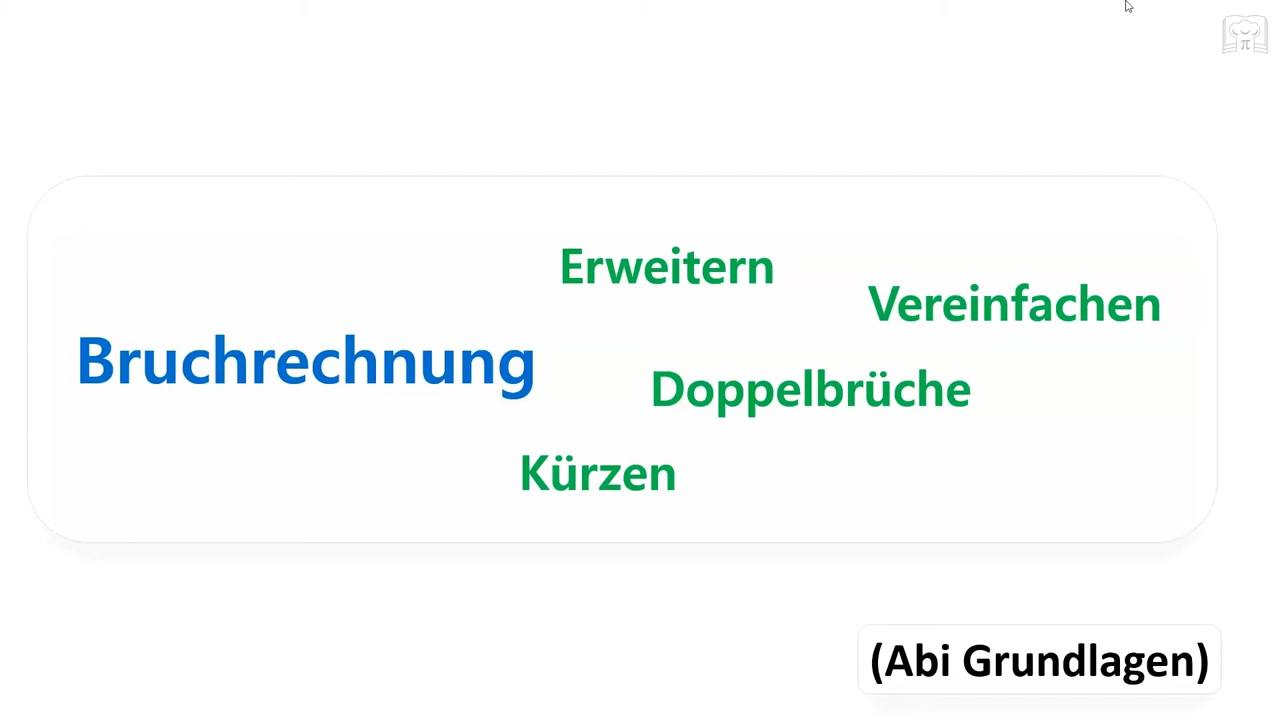 Erweitern
Vereinfachen
Bruchrechnung
Doppelbrüche
Kürzen
(Abi Grundlagen)
π